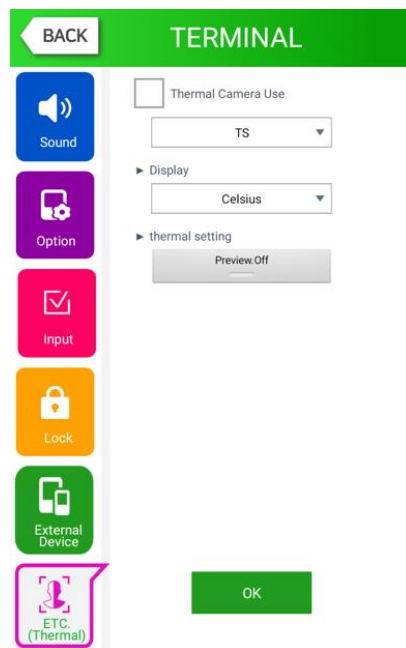 BACK
TERMINAL
Sound
Option
Input
Lock
External
Device
ETC.
(Thermal)
Thermal Camera Use
TS
► Display
Celsius
► thermal setting
Preview.Off
OK